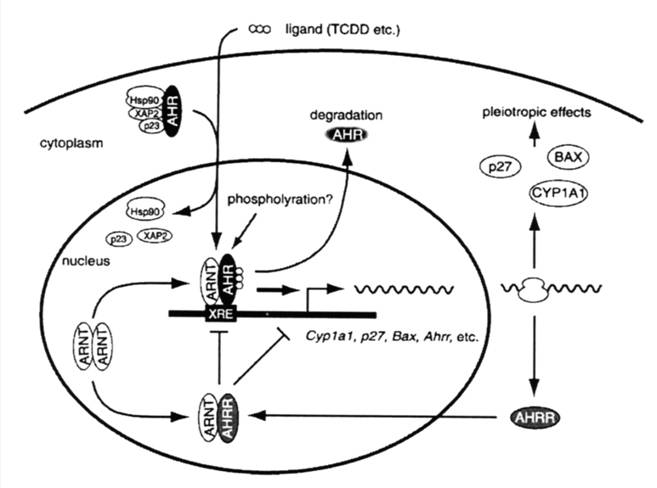 ligand (TCDD etc.)
Hsp90
XAP2
p23
AHR
cytoplasm
degradation
AHR
pleiotropic effects
p27
BAX
CYP1A1
Hsp90
p23
XAP2
phospholyration?
nucleus
ARNT
AHR
XRE
Cyp1a1, p27, Bax, Ahrr, etc.
ARNT
ARNT
ARNT
AHRR
AHRR